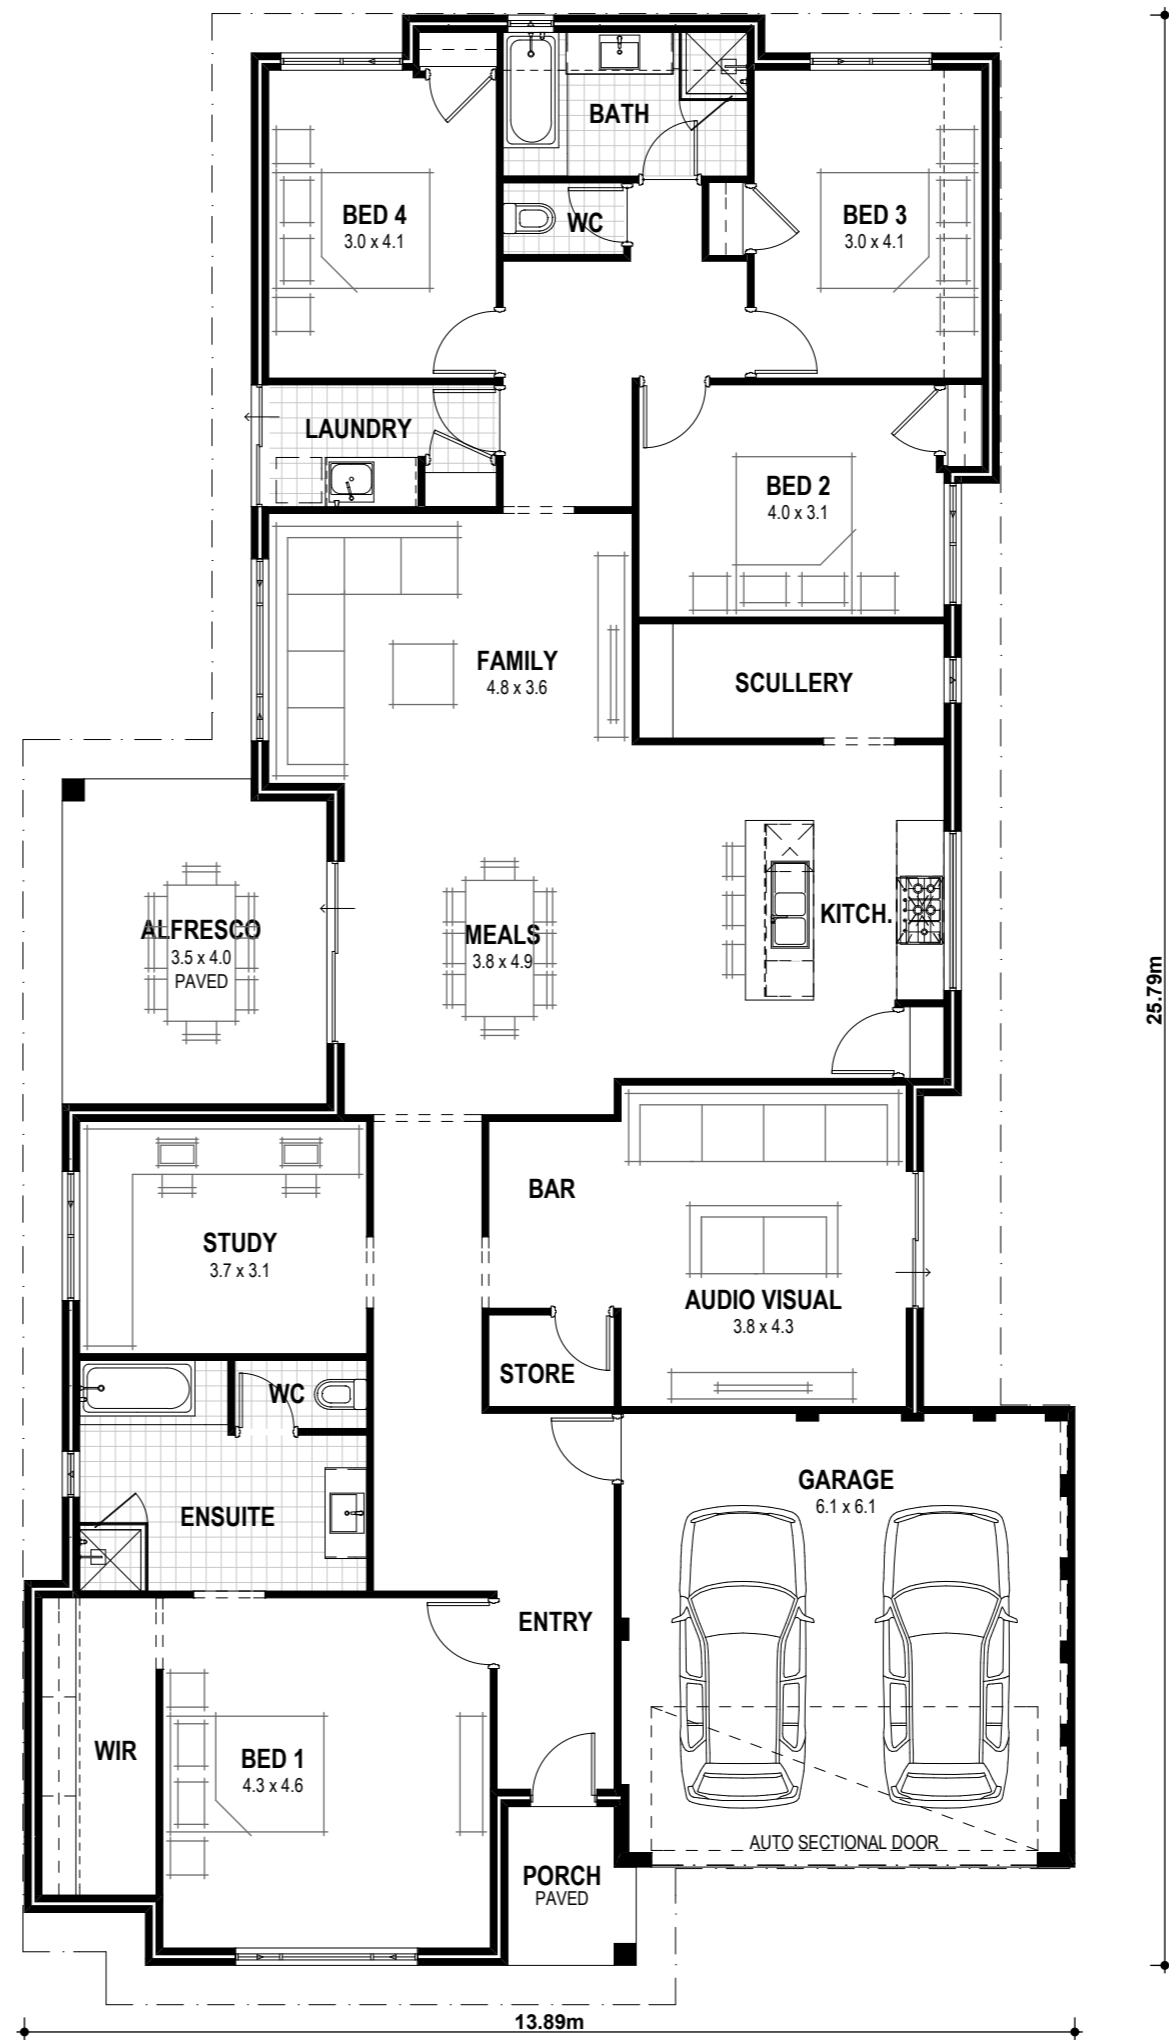 BATH
BED 4
3.0 x 4.1
WC
BED 3
3.0 x 4.1
LAUNDRY
BED 2
4.0 x 3.1
FAMILY
4.8 x 3.6
SCULLERY
ALFRESCO
3.5 x 4.0
PAVED
MEALS
3.8 x 4.9
KITCH.
25.79m
BAR
STUDY
3.7 x 3.1
AUDIO VISUAL
3.8 x 4.3
STORE
WC
GARAGE
6.1 x 6.1
ENSUITE
ENTRY
WIR
BED 1
4.3 x 4.6
AUTO SECTIONAL DOOR
PORCH
PAVED
13.89m